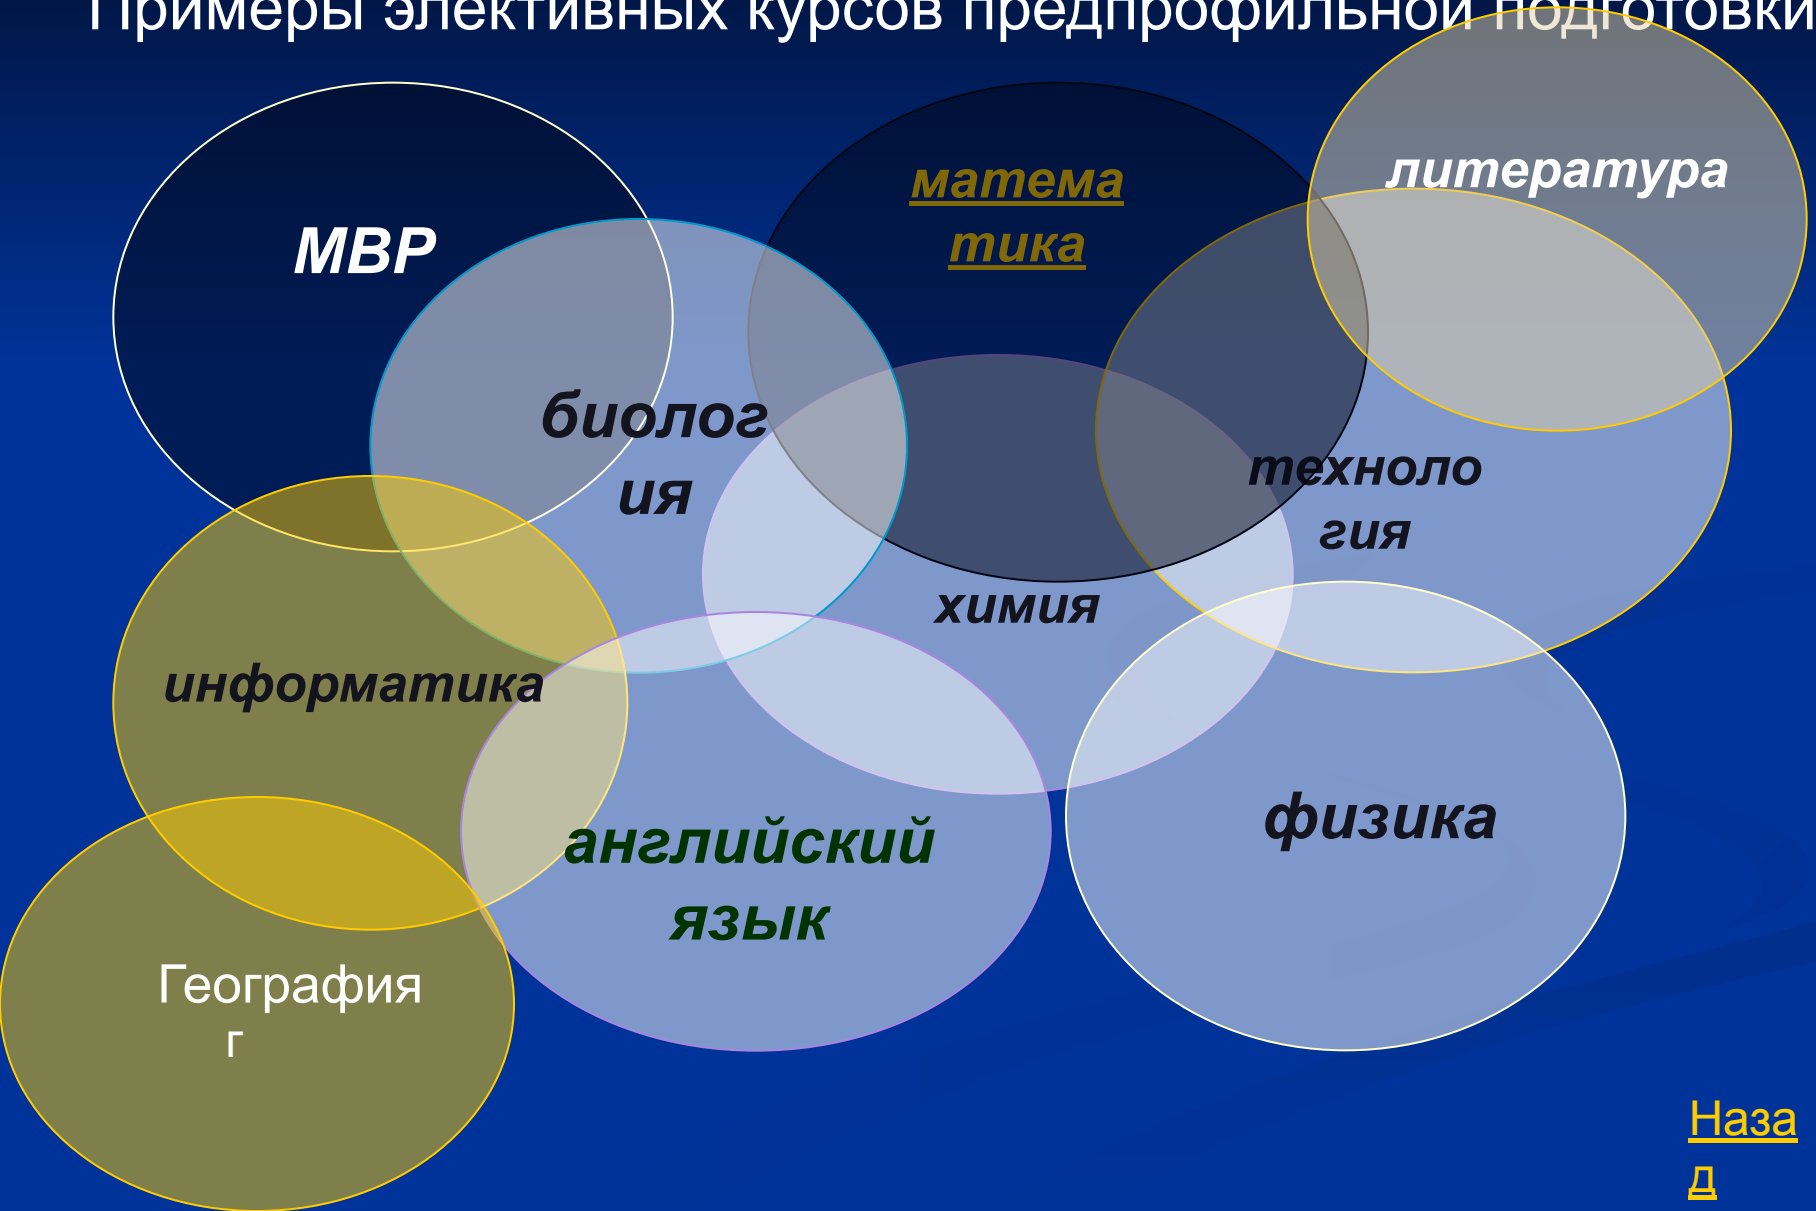 Примеры элективных курсов предпрофильной подготовки
МВР
матема
тика
литература
биолог
ия
техноло
гия
химия
информатика
английский
язык
физика
География
г
Наза
д